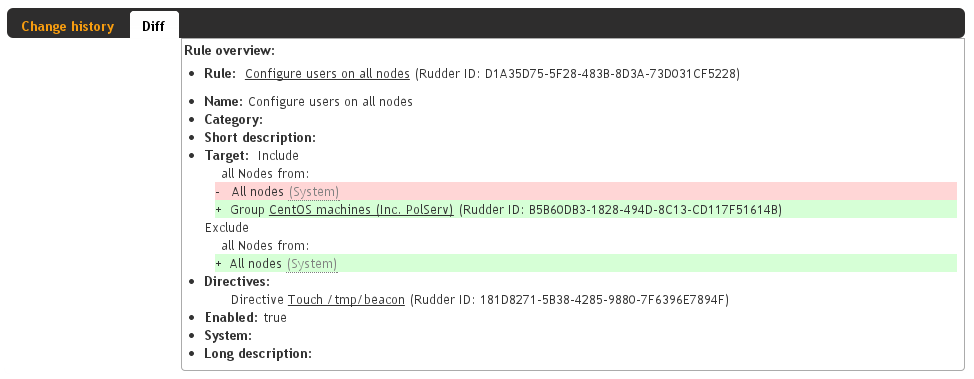 Change history Diff
Rule overview:
• Rule: Configure users on all nodes (Rudder ID: D1A35D75-5F28-483B-8D3A-73D031CF5228)
• Name: Configure users on all nodes
• Category:
• Short description:
• Target: Include
all Nodes from:
- All nodes (System)
+ Group CentOS machines (Inc. PolServ) (Rudder ID: B5B60DB3-1828-494D-8C13-CD117F51614B)
Exclude
all Nodes from:
+ All nodes (System)
• Directives:
Directive Touch /tmp/beacon (Rudder ID: 181D8271-5B38-4285-9880-7F6396E7894F)
• Enabled: true
• System:
• Long description: